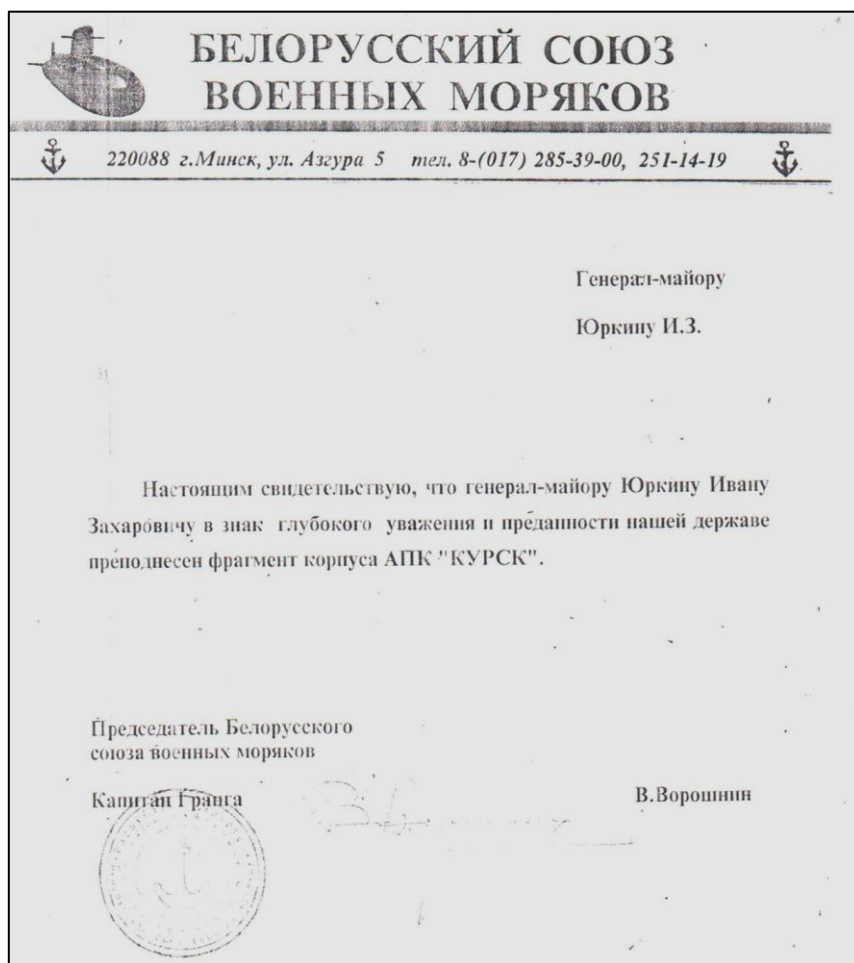 БЕЛОРУССКИЙ СОЮЗ
ВОЕННЫХ МОРЯКОВ
220088 г.Минск, ул. Азгура 5 тел. 8-(017) 285-39-00, 251-14-19
Генерал-майору
Юркину И.З.
Настоящим свидетельствую, что генерал-майору Юркину Ивану
Захаровичу в знак глубокого уважения и преданности нашей державе
преподнесен фрагмент корпуса АПК "КУРСК".
Председатель Белорусского
союза военных моряков
Капитан I ранга
В.Ворошнин